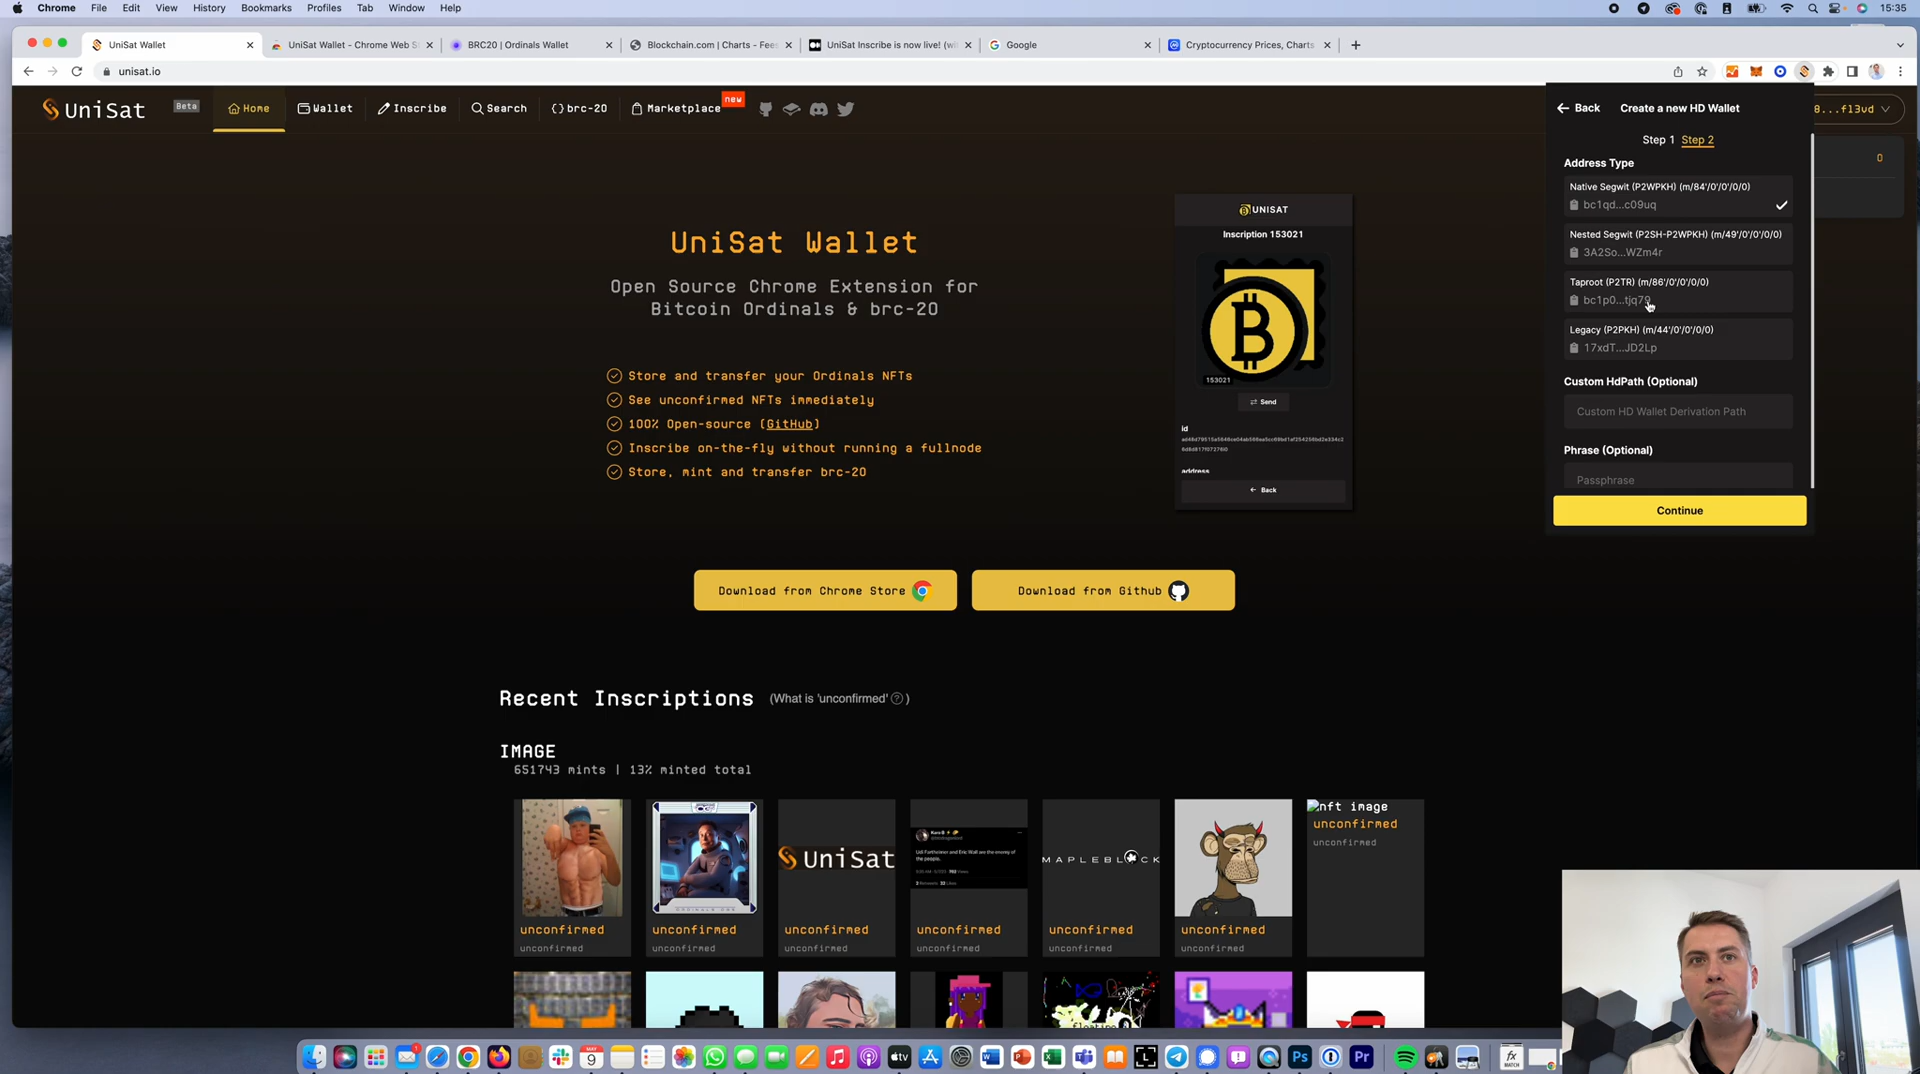 Chrome File Edit View History Bookmarks Profiles Tab Window Help
15:35
UniSat Wallet
UniSat Wallet - Chrome Web St
BRC20 | Ordinals Wallet
Blockchain.com | Charts - Fees
UniSat Inscribe is now live! (wi
Google
Cryptocurrency Prices, Charts
unisat.io
UniSat
Beta
Home
Wallet
Inscribe
Search
brc-20
Marketplace
new
8...fl3vd
0
Back
Create a new HD Wallet
Step 1 Step 2
Address Type
Native Segwit (P2WPKH) (m/84'/0'/0'/0/0)
bc1qd...c09uq
Nested Segwit (P2SH-P2WPKH) (m/49'/0'/0'/0/0)
3A2So...WZm4r
Taproot (P2TR) (m/86'/0'/0'/0/0)
bc1p0...tjq79
Legacy (P2PKH) (m/44'/0'/0'/0/0)
17xdT...JD2Lp
Custom HdPath (Optional)
Custom HD Wallet Derivation Path
Phrase (Optional)
Passphrase
Continue
UniSat Wallet
Open Source Chrome Extension for
Bitcoin Ordinals & brc-20
Store and transfer your Ordinals NFTs
See unconfirmed NFTs immediately
100% Open-source [GitHub]
Inscribe on-the-fly without running a fullnode
Store, mint and transfer brc-20
UNISAT
Inscription 153021
153021
Send
id
address
Back
Download from Chrome Store
Download from Github
Recent Inscriptions (What is 'unconfirmed' ?)
IMAGE
651743 mints | 13% minted total
UniSat
MAPLEBLOCK
nft image
unconfirmed
unconfirmed
unconfirmed unconfirmed unconfirmed unconfirmed unconfirmed unconfirmed
unconfirmed unconfirmed unconfirmed unconfirmed unconfirmed unconfirmed